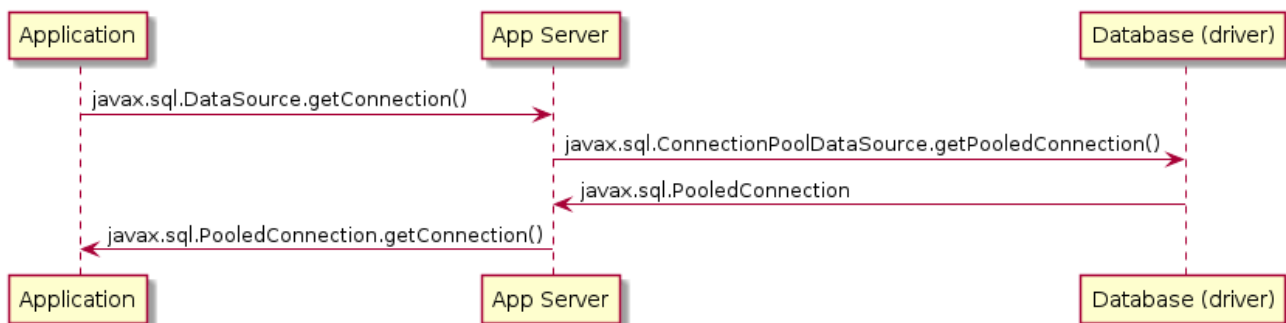 Application
App Server
Database (driver)
javax.sql.DataSource.getConnection()
javax.sql.ConnectionPoolDataSource.getPooledConnection()
javax.sql.PooledConnection
javax.sql.PooledConnection.getConnection()
Application
App Server
Database (driver)